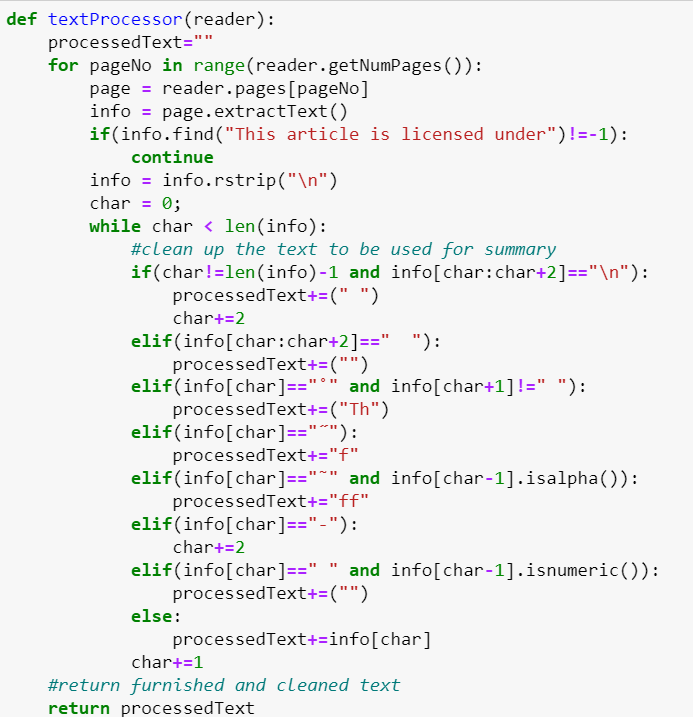 def textProcessor(reader):
    processedText=""
    for pageNo in range(reader.getNumPages()):
        page = reader.pages[pageNo]
        info = page.extractText()
        if(info.find("This article is licensed under")!=-1):
            continue
        info = info.rstrip("\n")
        char = 0;
        while char < len(info):
            #clean up the text to be used for summary
            if(char!=len(info)-1 and info[char:char+2]=="\n"):
                processedText+=(" ")
                char+=2
            elif(info[char:char+2]=="  "):
                processedText+=("")
            elif(info[char]=="˚" and info[char+1]!=" "):
                processedText+=("Th")
            elif(info[char]=="˜"):
                processedText+="f"
            elif(info[char]=="˜" and info[char-1].isalpha()):
                processedText+="ff"
            elif(info[char]=="-"):
                char+=2
            elif(info[char]==" " and info[char-1].isnumeric()):
                processedText+=("")
            else:
                processedText+=info[char]
            char+=1
    #return furnished and cleaned text
    return processedText